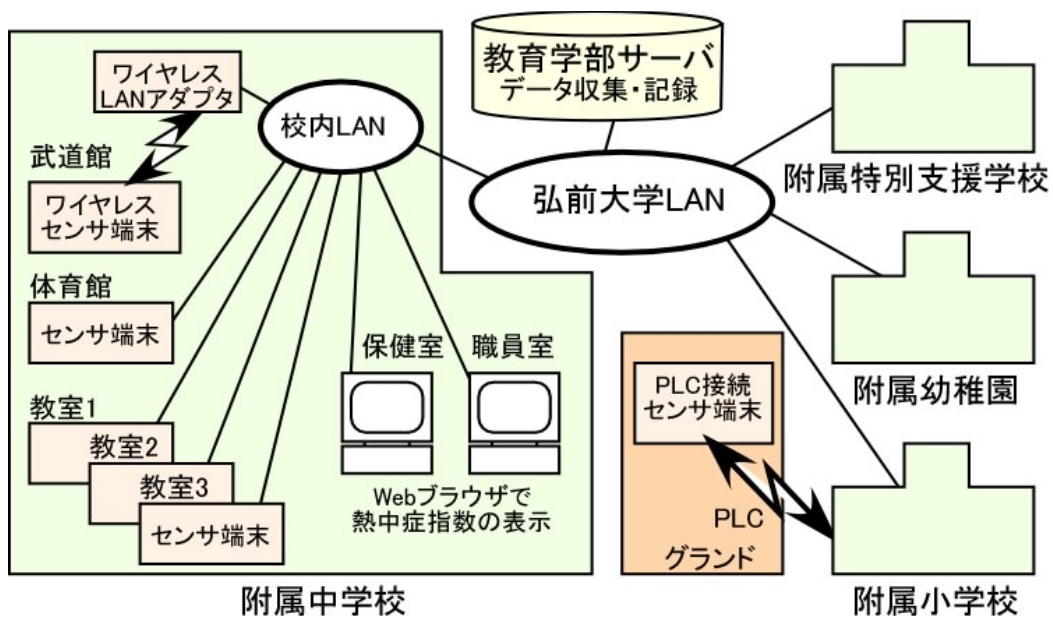 ワイヤレス
LANアダプタ
武道館
ワイヤレス
センサ端末
体育館
センサ端末
教室1
教室2
教室3
センサ端末
校内LAN
保健室
職員室
Webブラウザで
熱中症指数の表示
附属中学校
教育学部サーバ
データ収集・記録
弘前大学LAN
PLC接続
センサ端末
PLC
グランド
附属特別支援学校
附属幼稚園
附属小学校